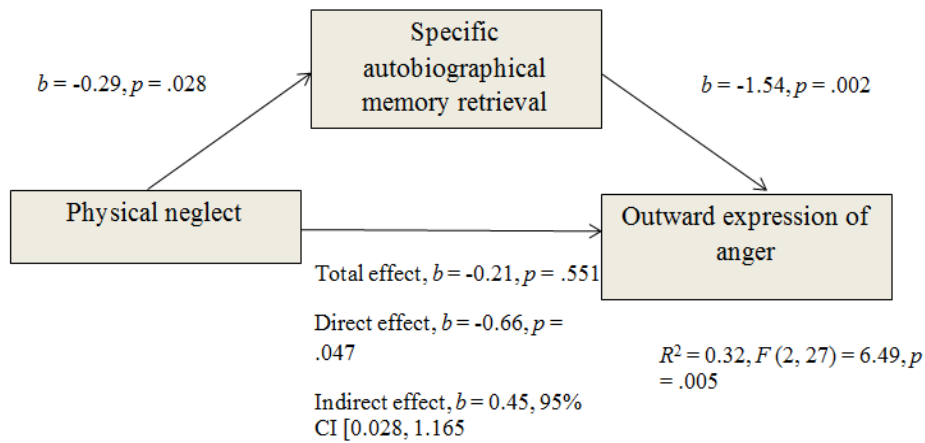 Specific
autobiographical
memory retrieval
b = -0.29, p = .028
b = -1.54, p = .002
Physical neglect
Outward expression of
anger
Total effect, b = -0.21, p = .551
Direct effect, b = -0.66, p =
.047
Indirect effect, b = 0.45, 95%
CI [0.028, 1.165
R² = 0.32, F (2, 27) = 6.49, p
= .005